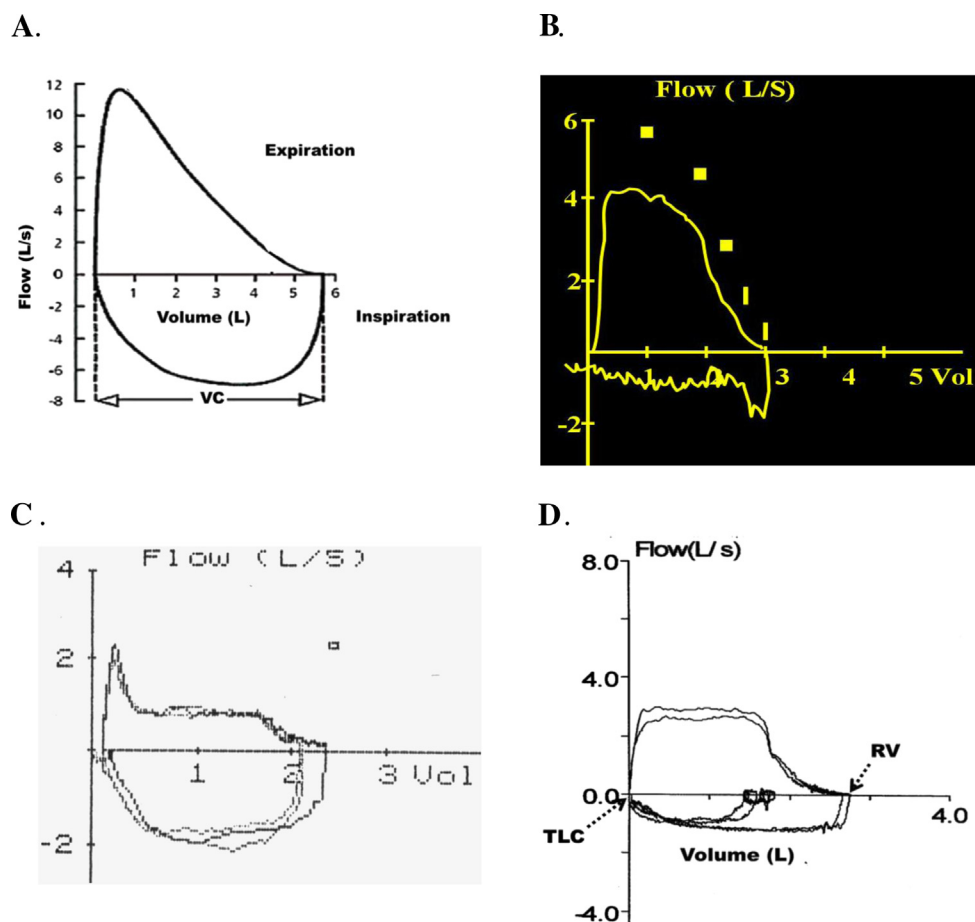 A.
12
10
8
6
4
2
0
-2
-4
-6
-8
Flow (L/s)
Expiration
1 2 3 4 5 6
Volume (L)
Inspiration
VC
B.
Flow ( L/S)
6
4
2
-2
1 2 3 4 5 Vol
C.
Flow (L/S)
4
2
-2
1 2 3 Vol
D.
Flow(L/ s)
8.0
4.0
0.0
-4.0
RV
4.0
TLC
Volume (L)